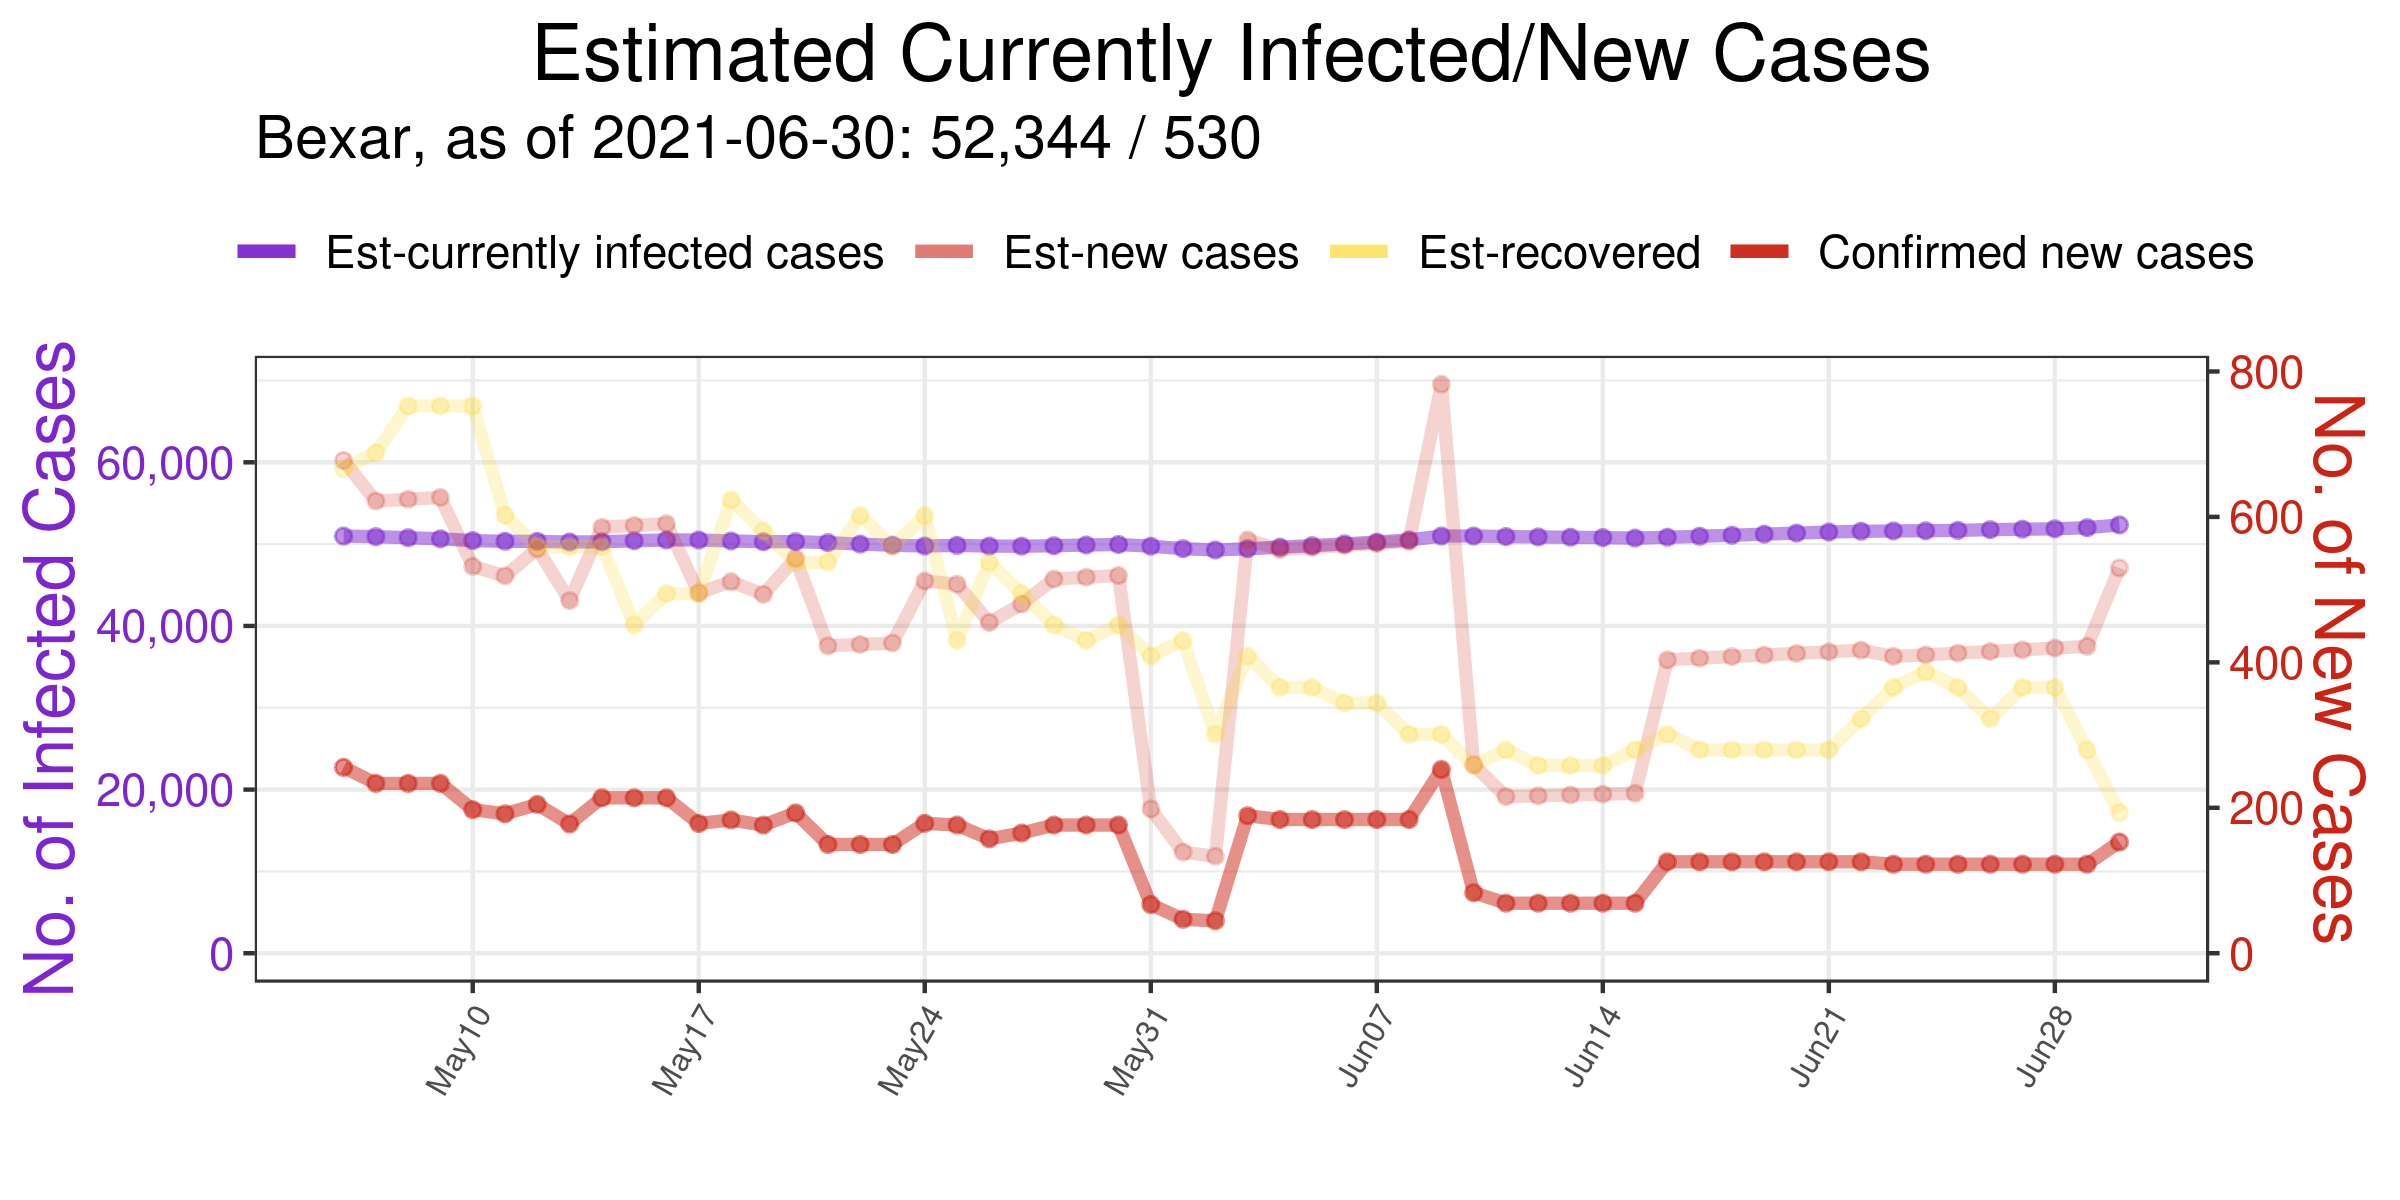 Estimated Currently Infected/New Cases
Bexar, as of 2021-06-30: 52,344 / 530
Est-currently infected cases Est-new cases Est-recovered Confirmed new cases
No. of Infected Cases
60,000
40,000
20,000
0
800
600
400
200
0
No. of New Cases
May10 May17 May24 May31 Jun07 Jun14 Jun21 Jun28